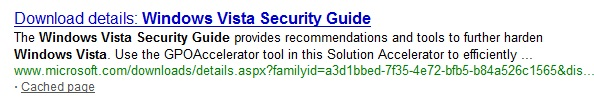 Download details: Windows Vista Security Guide
The Windows Vista Security Guide provides recommendations and tools to further harden
Windows Vista. Use the GPOAccelerator tool in this Solution Accelerator to efficiently ...
www.microsoft.com/downloads/details.aspx?familyid=a3d1bbed-7f35-4e72-bfb5-b84a526c1565&dis...
· Cached page